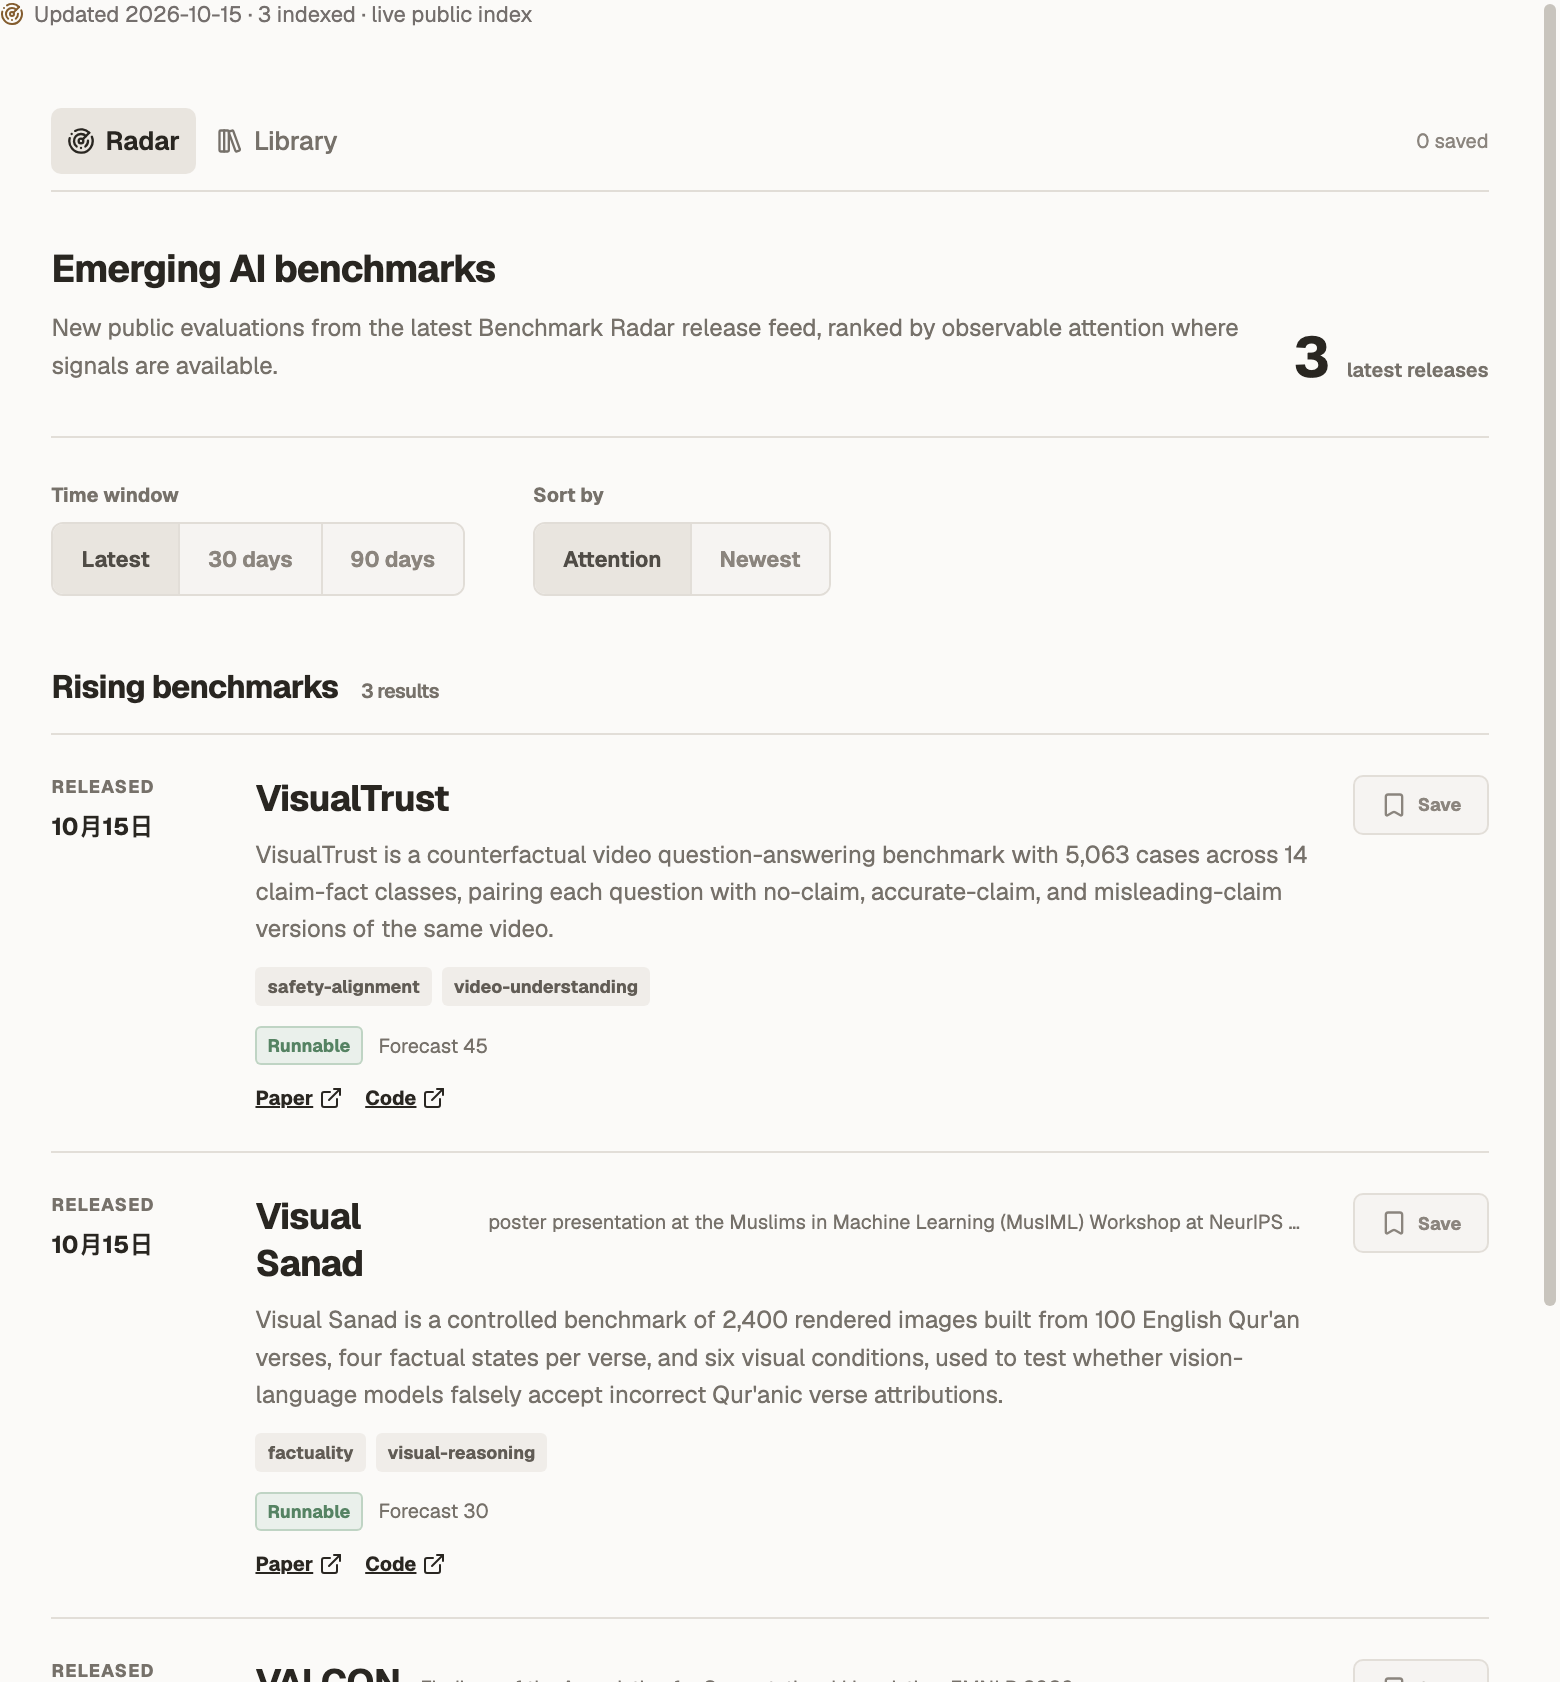 Updated 2026-10-15 · 3 indexed · live public index
Radar
Library
0 saved
Emerging AI benchmarks
New public evaluations from the latest Benchmark Radar release feed, ranked by observable attention where
signals are available.
3 latest releases
Time window
Latest
30 days
90 days
Sort by
Attention
Newest
Rising benchmarks 3 results
RELEASED
10月15日
VisualTrust
Save
VisualTrust is a counterfactual video question-answering benchmark with 5,063 cases across 14
claim-fact classes, pairing each question with no-claim, accurate-claim, and misleading-claim
versions of the same video.
safety-alignment
video-understanding
Runnable
Forecast 45
Paper
Code
RELEASED
10月15日
Visual
Sanad
poster presentation at the Muslims in Machine Learning (MusIML) Workshop at NeurIPS ...
Save
Visual Sanad is a controlled benchmark of 2,400 rendered images built from 100 English Qur'an
verses, four factual states per verse, and six visual conditions, used to test whether vision-
language models falsely accept incorrect Qur'anic verse attributions.
factuality
visual-reasoning
Runnable
Forecast 30
Paper
Code
RELEASED
VALCON